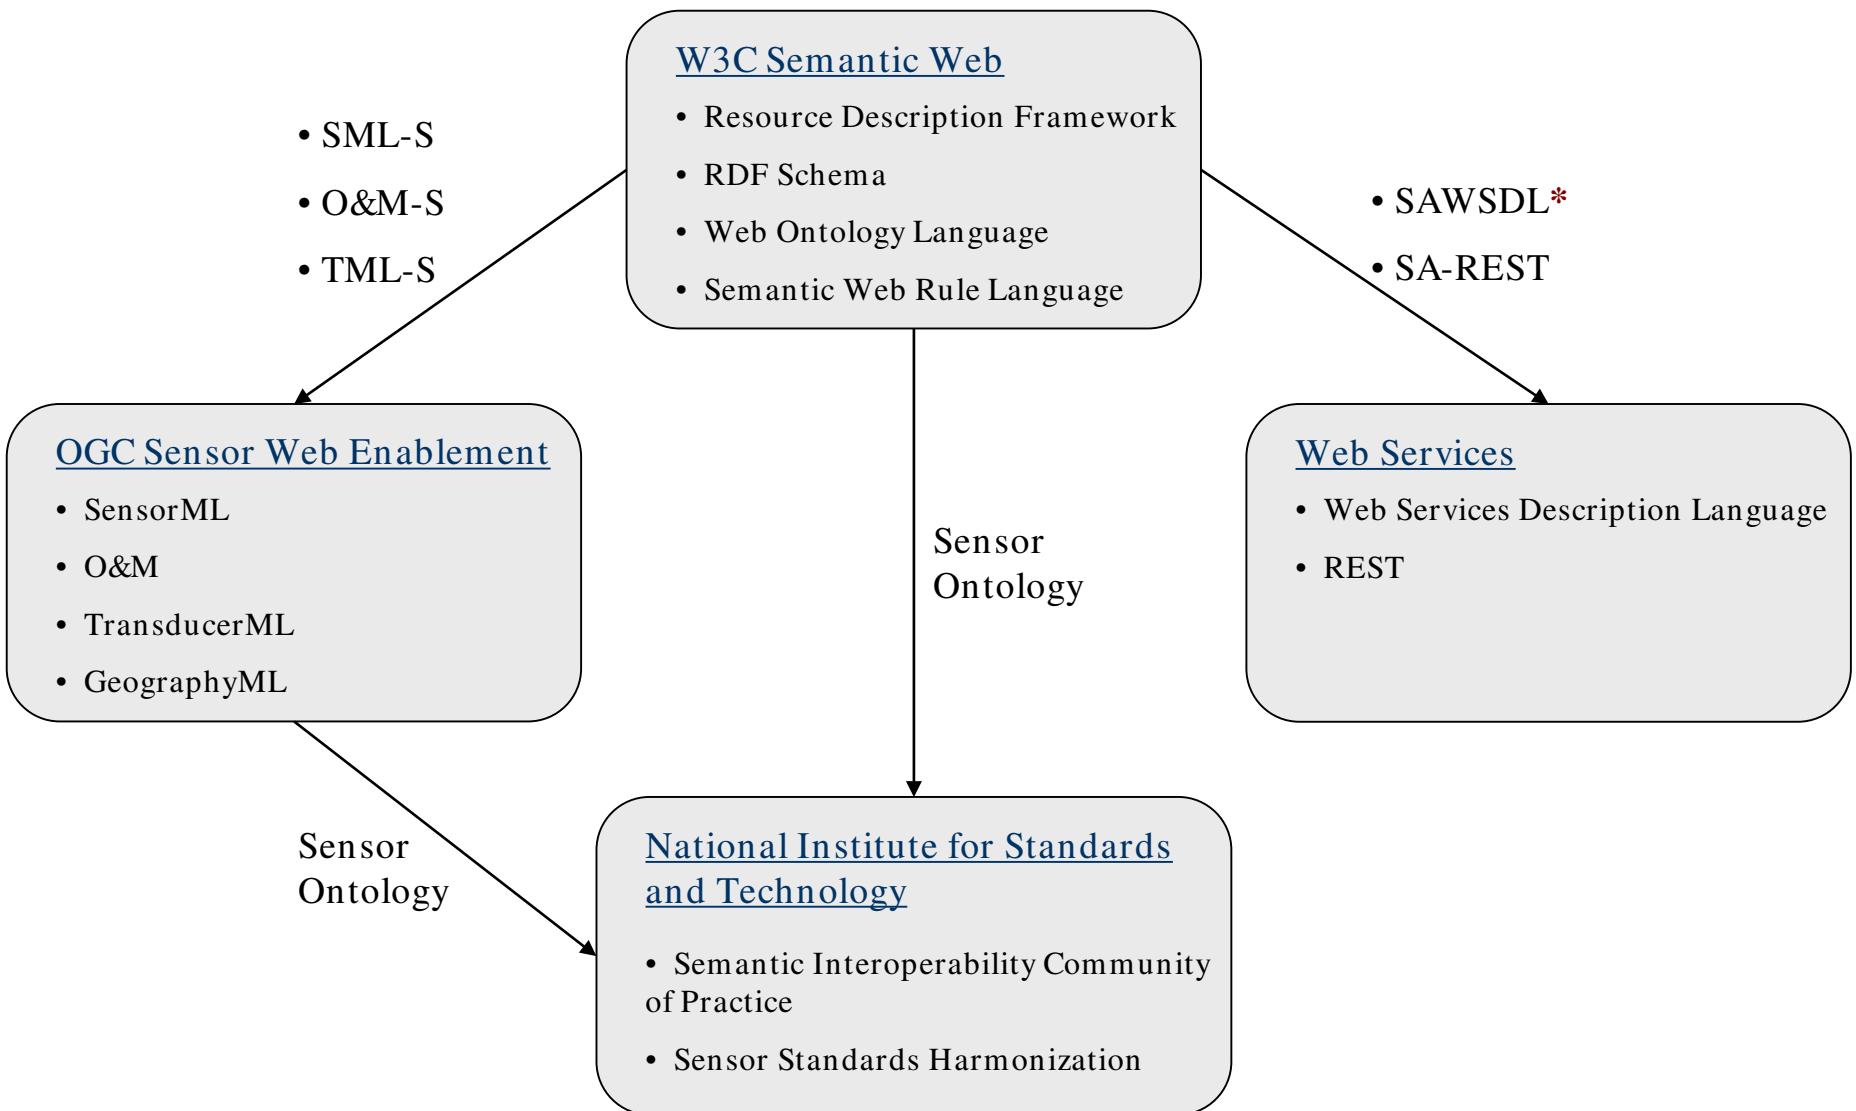 W3C Semantic Web
• Resource Description Framework
• RDF Schema
• Web Ontology Language
• Semantic Web Rule Language
• SML-S
• O&M-S
• TML-S
• SAWSDL*
• SA-REST
OGC Sensor Web Enablement
• SensorML
• O&M
• TransducerML
• GeographyML
Sensor
Ontology
Web Services
• Web Services Description Language
• REST
Sensor
Ontology
National Institute for Standards
and Technology
• Semantic Interoperability Community
of Practice
• Sensor Standards Harmonization